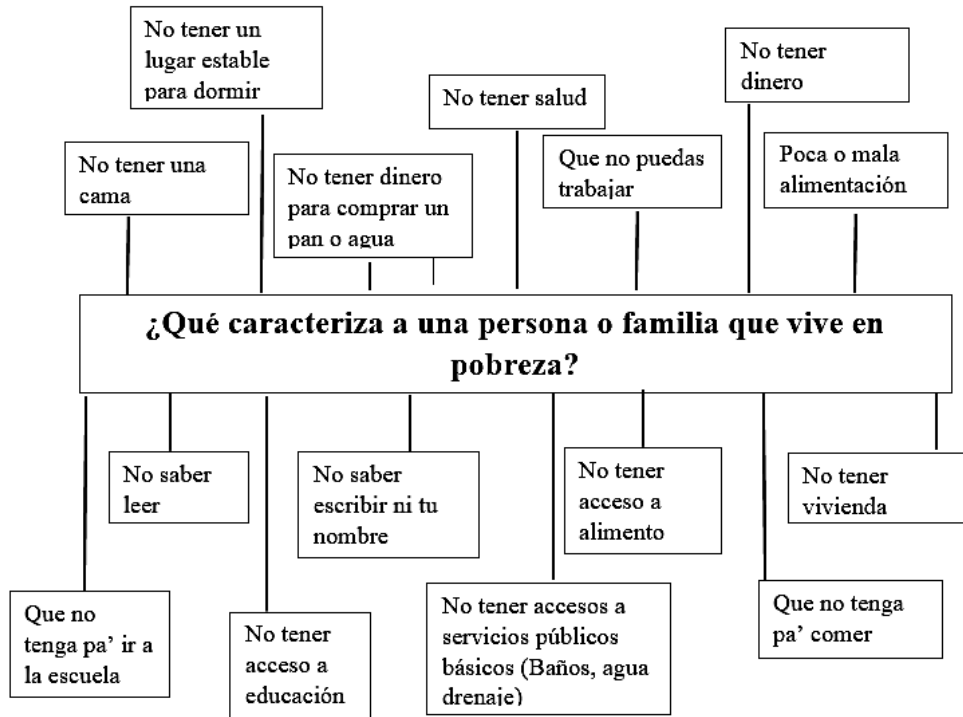 No tener un
lugar estable
para dormir
No tener salud
No tener
dinero
No tener una
cama
No tener dinero
para comprar un
pan o agua
Que no puedas
trabajar
Poca o mala
alimentación
¿Qué caracteriza a una persona o familia que vive en
pobreza?
No saber
leer
No saber
escribir ni tu
nombre
No tener
acceso a
alimento
No tener
vivienda
Que no
tenga pa’ ir a
la escuela
No tener
acceso a
educación
No tener accesos a
servicios públicos
básicos (Baños, agua
drenaje)
Que no tenga
pa’ comer